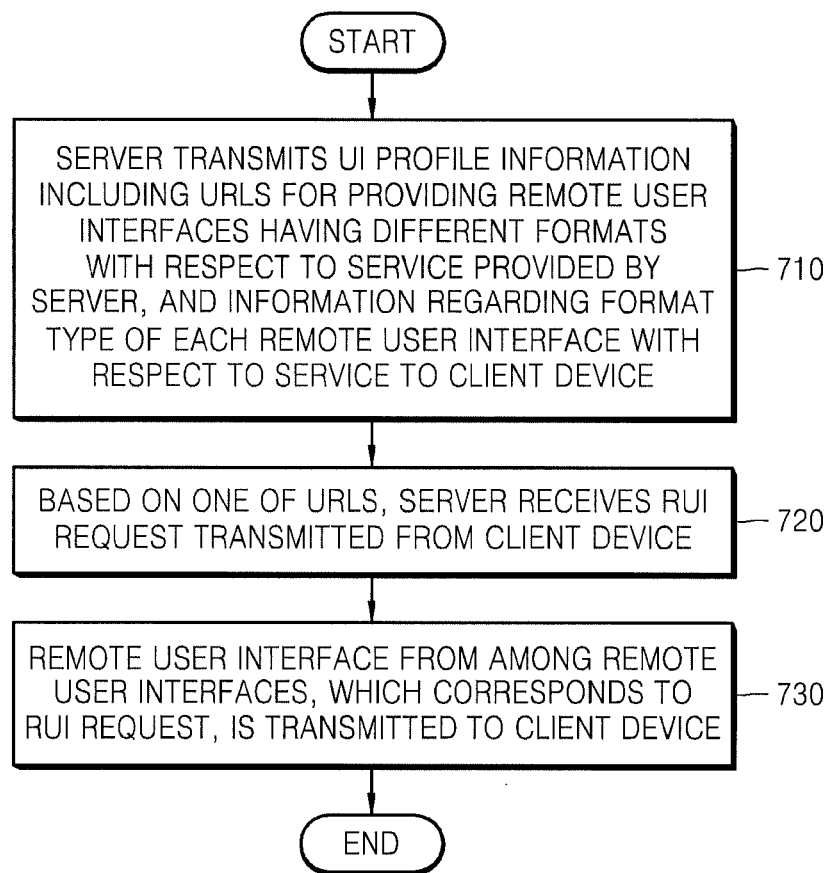 START
SERVER TRANSMITS UI PROFILE INFORMATION
INCLUDING URLS FOR PROVIDING REMOTE USER
INTERFACES HAVING DIFFERENT FORMATS
WITH RESPECT TO SERVICE PROVIDED BY
SERVER, AND INFORMATION REGARDING FORMAT
TYPE OF EACH REMOTE USER INTERFACE WITH
RESPECT TO SERVICE TO CLIENT DEVICE
710
BASED ON ONE OF URLS, SERVER RECEIVES RUI
REQUEST TRANSMITTED FROM CLIENT DEVICE
720
REMOTE USER INTERFACE FROM AMONG REMOTE
USER INTERFACES, WHICH CORRESPONDS TO
RUI REQUEST, IS TRANSMITTED TO CLIENT DEVICE
730
END